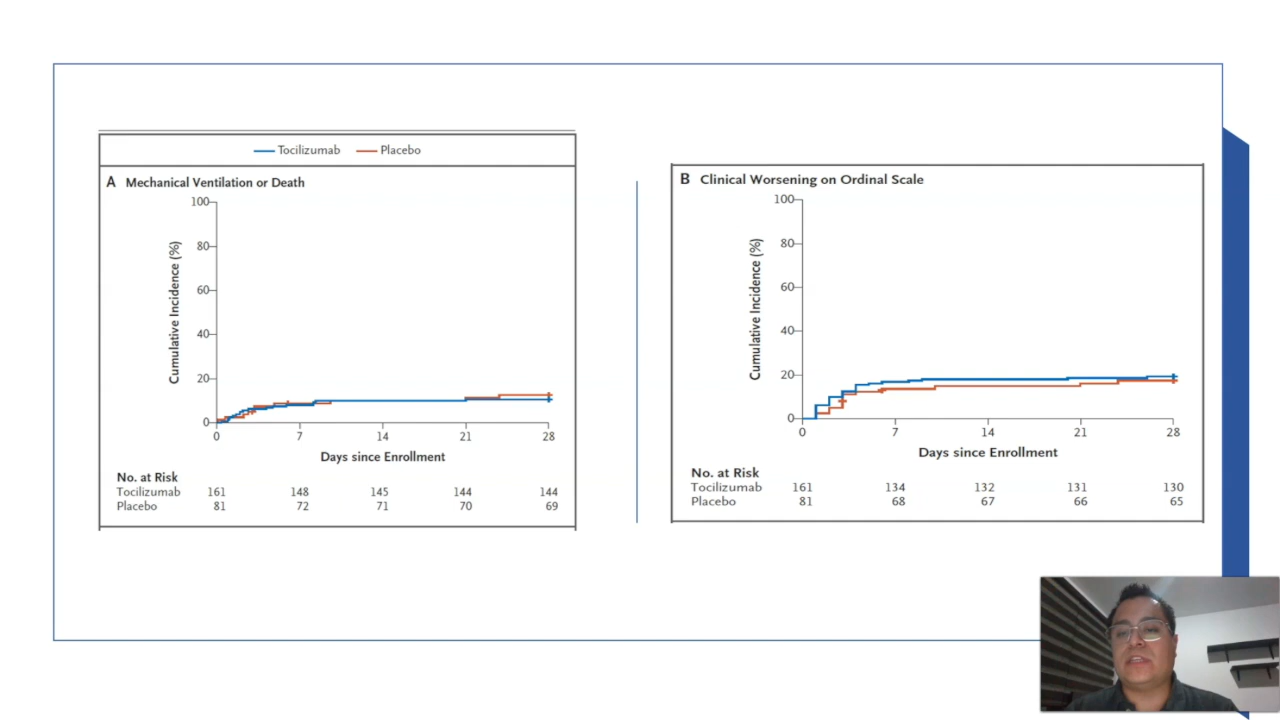 Tocilizumab Placebo
A Mechanical Ventilation or Death
Cumulative Incidence (%)
100
80
60
40
20
0
0 7 14 21 28
Days since Enrollment
No. at Risk
Tocilizumab 161 148 145 144 144
Placebo 81 72 71 70 69
B Clinical Worsening on Ordinal Scale
Cumulative Incidence (%)
100
80
60
40
20
0
0 7 14 21 28
Days since Enrollment
No. at Risk
Tocilizumab 161 134 132 131 130
Placebo 81 68 67 66 65